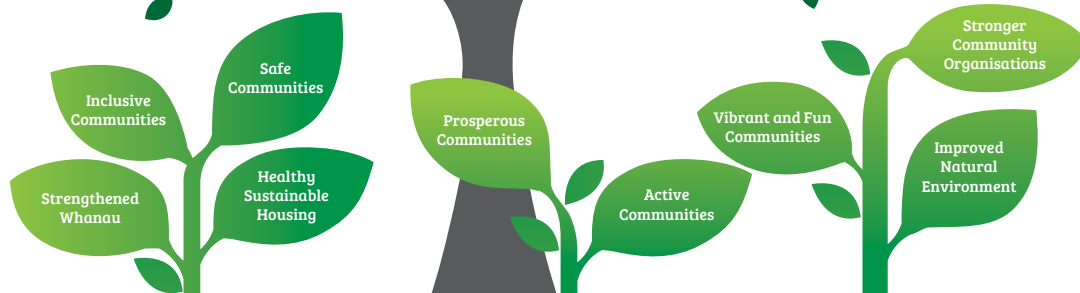 Safe
Communities
Inclusive
Communities
Healthy
Sustainable
Housing
Strengthened
Whanau
Prosperous
Communities
Active
Communities
Stronger
Community
Organisations
Vibrant and Fun
Communities
Improved
Natural
Environment